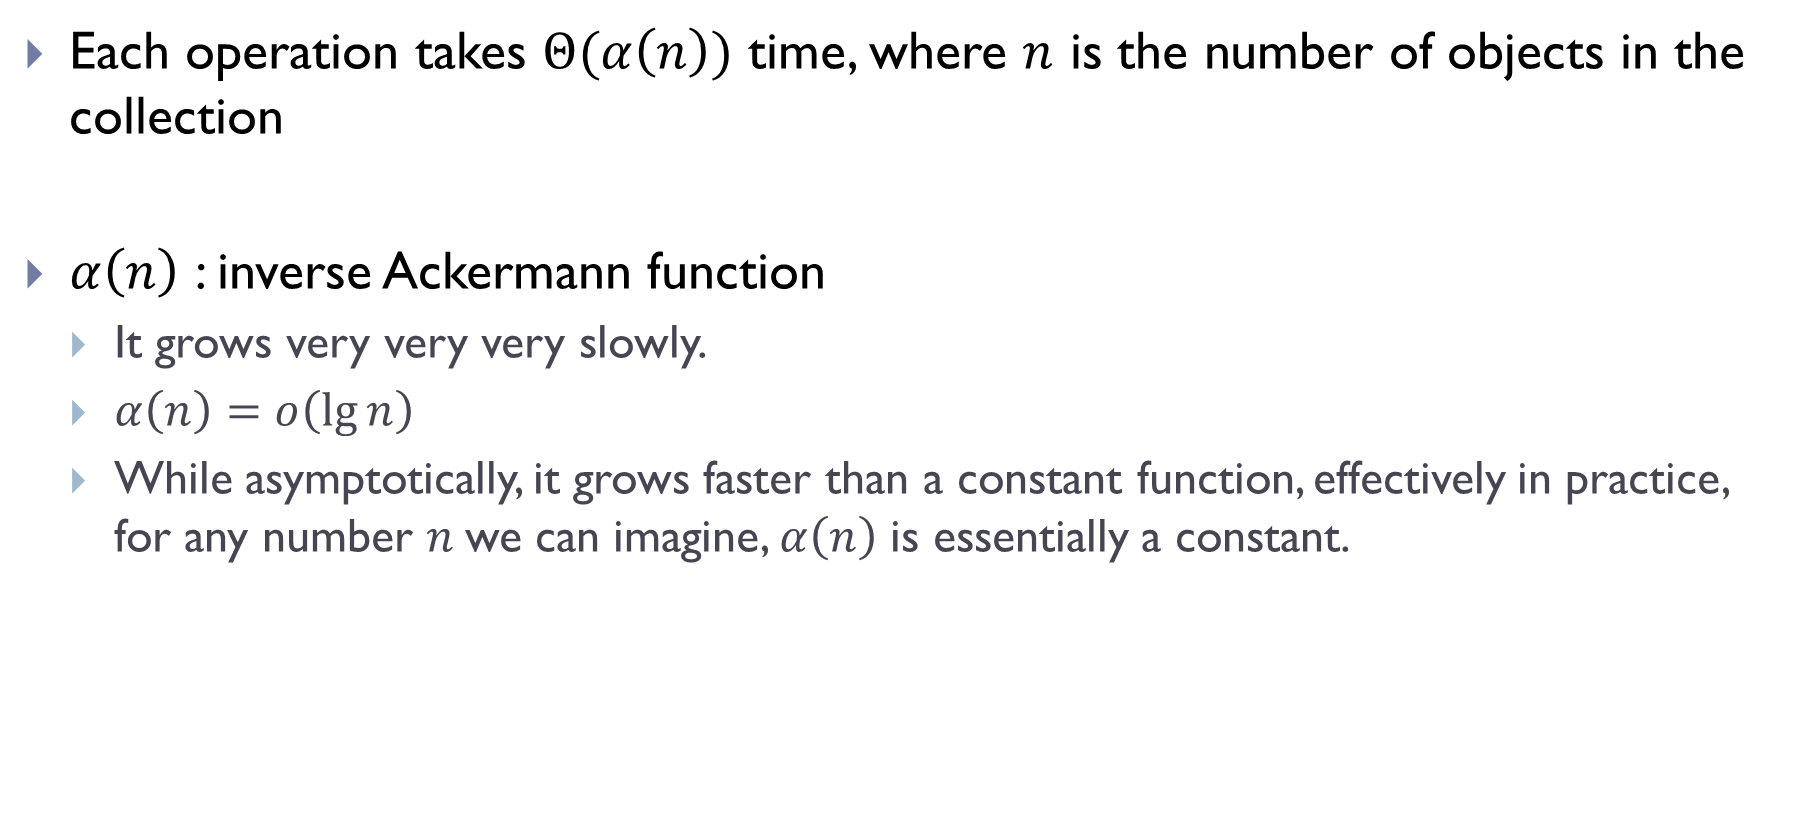 Each operation takes Θ(α(n)) time, where n is the number of objects in the
collection
α(n) : inverse Ackermann function
It grows very very very slowly.
α(n) = o(lg n)
While asymptotically, it grows faster than a constant function, effectively in practice,
for any number n we can imagine, α(n) is essentially a constant.